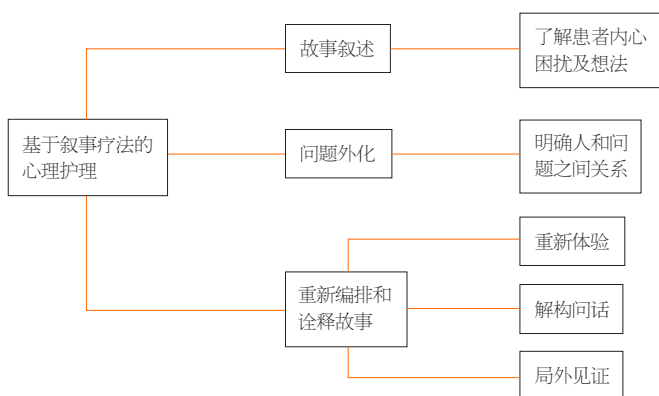 故事叙述
了解患者内心
困扰及想法
基于叙事疗法的
心理护理
问题外化
明确人和问
题之间关系
重新编排和
诠释故事
重新体验
解构问话
局外见证